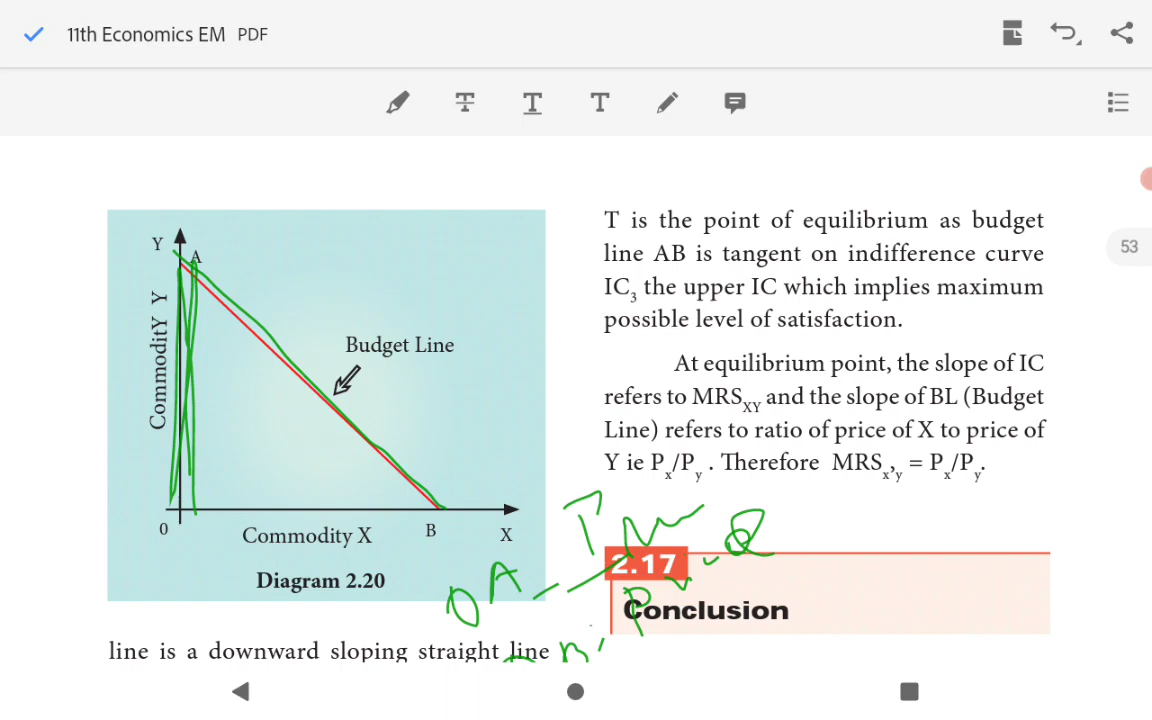 11th Economics EM PDF
53
Y
A
CommoditY Y
Budget Line
0
Commodity X
B
X
Diagram 2.20
line is a downward sloping straight line
T is the point of equilibrium as budget
line AB is tangent on indifference curve
IC3 the upper IC which implies maximum
possible level of satisfaction.
At equilibrium point, the slope of IC
refers to MRSXY and the slope of BL (Budget
Line) refers to ratio of price of X to price of
Y ie Px/Py . Therefore MRSx,y = Px/Py.
OA
2.17
Conclusion